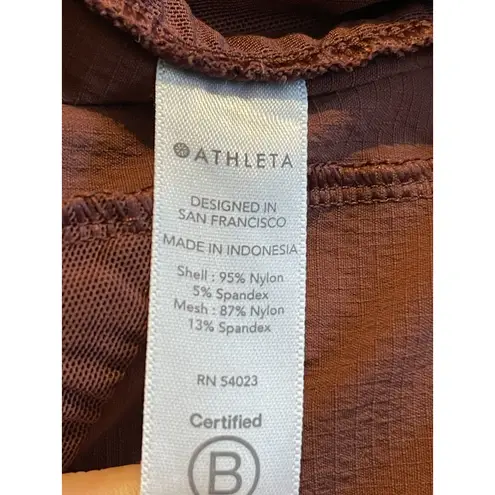 ATHLETA
DESIGNED IN
SAN FRANCISCO
MADE IN INDONESIA
Shell : 95% Nylon
5% Spandex
Mesh : 87% Nylon
13% Spandex
RN 54023
Certified
B